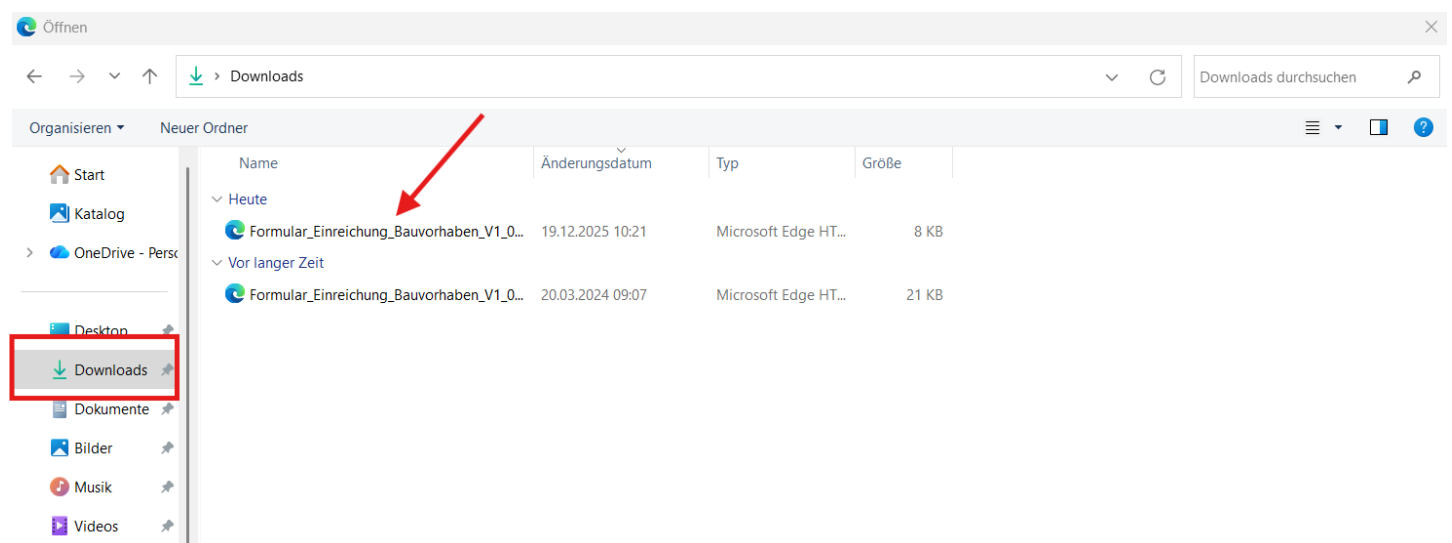 Öffnen
Downloads
Downloads durchsuchen
Organisieren
Neuer Ordner
Start
Katalog
OneDrive - Perso
Desktop
Downloads
Dokumente
Bilder
Musik
Videos
Name Änderungsdatum Typ Größe
Heute
Formular_Einreichung_Bauvorhaben_V1_0... 19.12.2025 10:21 Microsoft Edge HT... 8 KB
Vor langer Zeit
Formular_Einreichung_Bauvorhaben_V1_0... 20.03.2024 09:07 Microsoft Edge HT... 21 KB